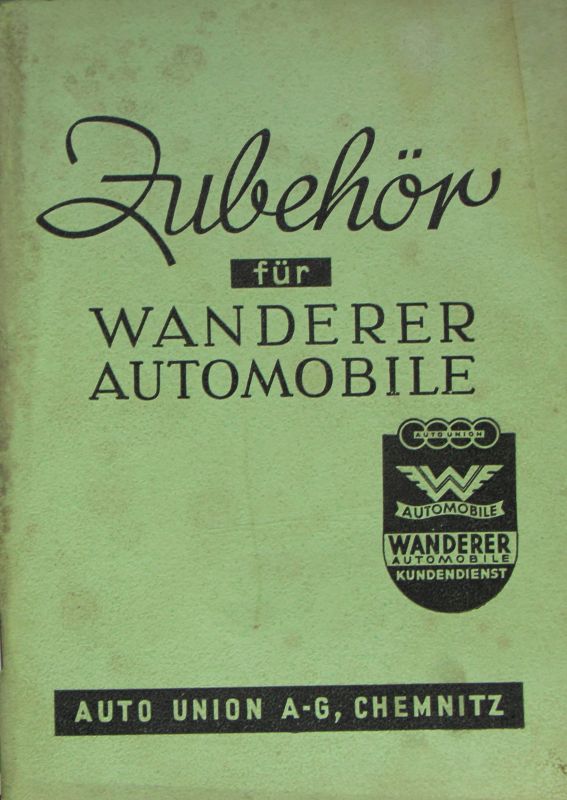 Zubehör
für
WANDERER
AUTOMOBILE
AUTO UNION
W
AUTOMOBILE
WANDERER
AUTOMOBILE
KUNDENDIENST
AUTO UNION A-G, CHEMNITZ